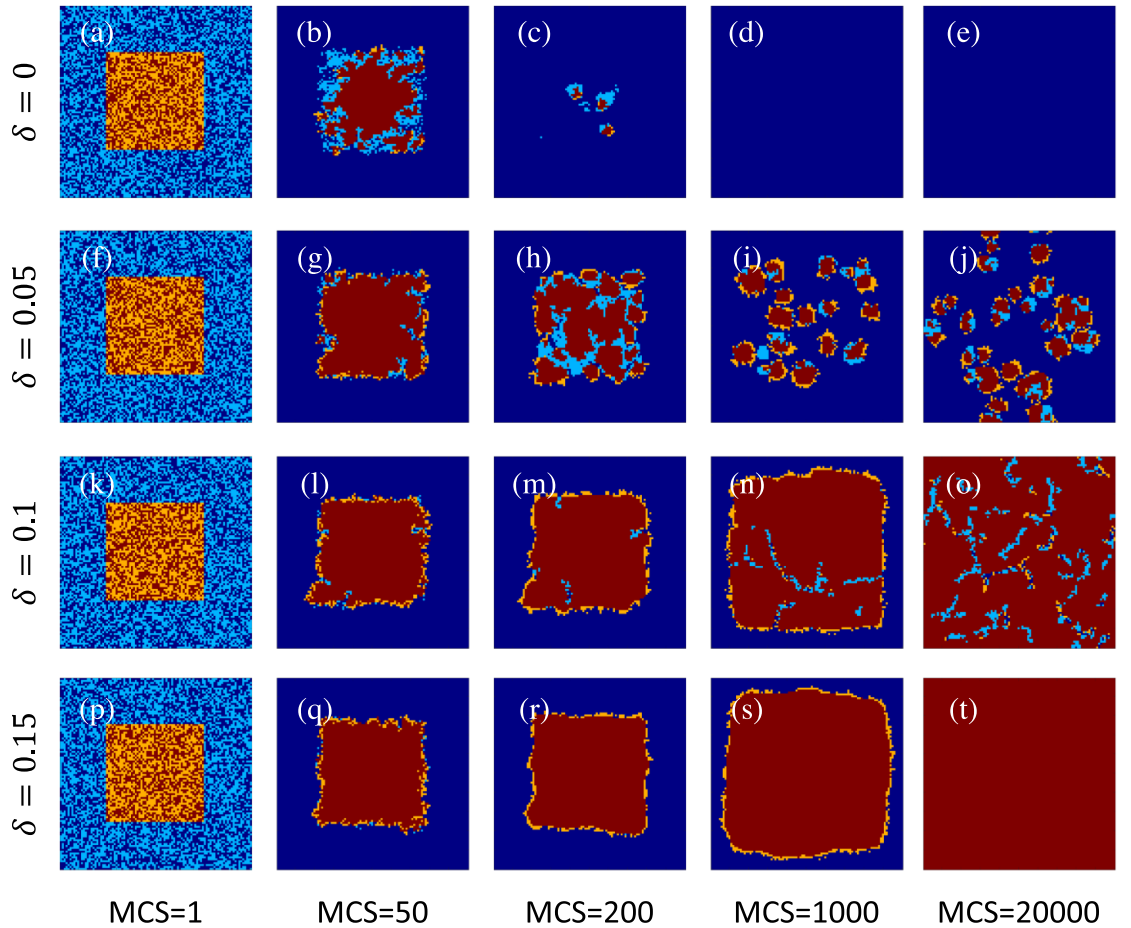 δ = 0
(a) (b) (c) (d) (e)
δ = 0.05
(f) (g) (h) (i) (j)
δ = 0.1
(k) (l) (m) (n) (o)
δ = 0.15
(p) (q) (r) (s) (t)
MCS=1 MCS=50 MCS=200 MCS=1000 MCS=20000